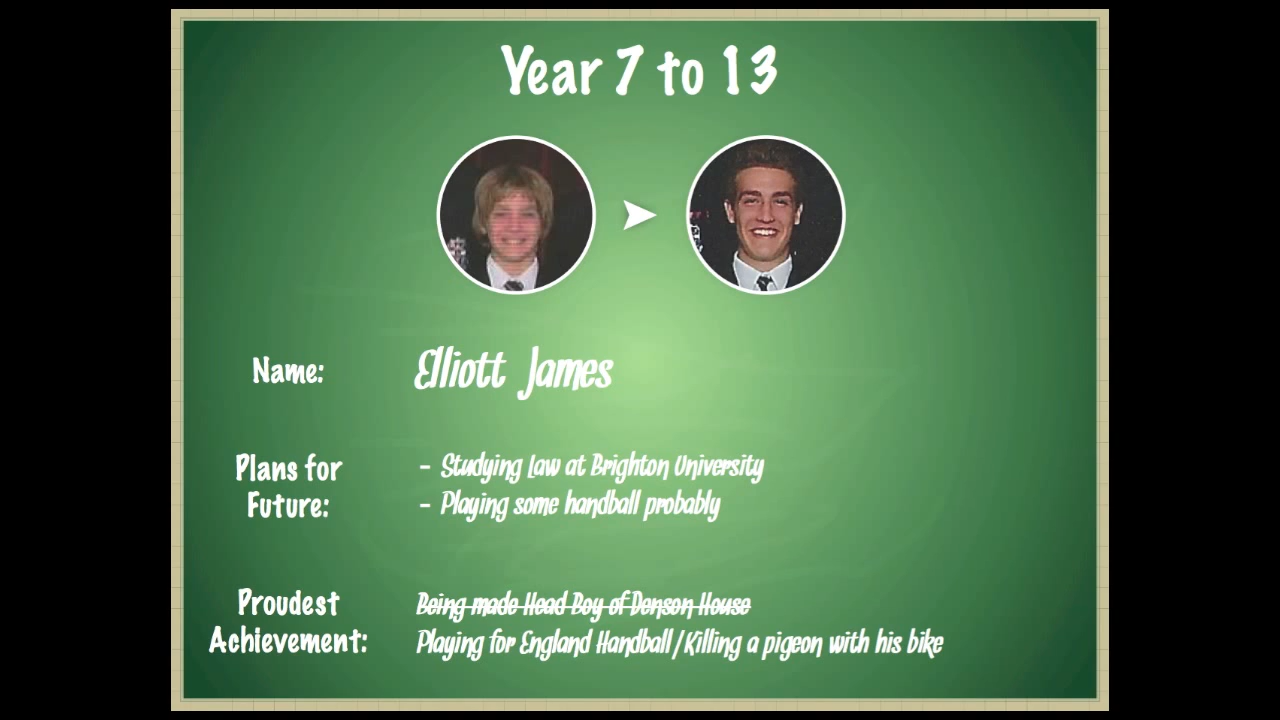 Year 7 to 13
Name:
Elliott James
Plans for
Future:
- Studying Law at Brighton University
- Playing some handball probably
Proudest
Achievement:
Being made Head Boy of Denson House
Playing for England Handball/Killing a pigeon with his bike